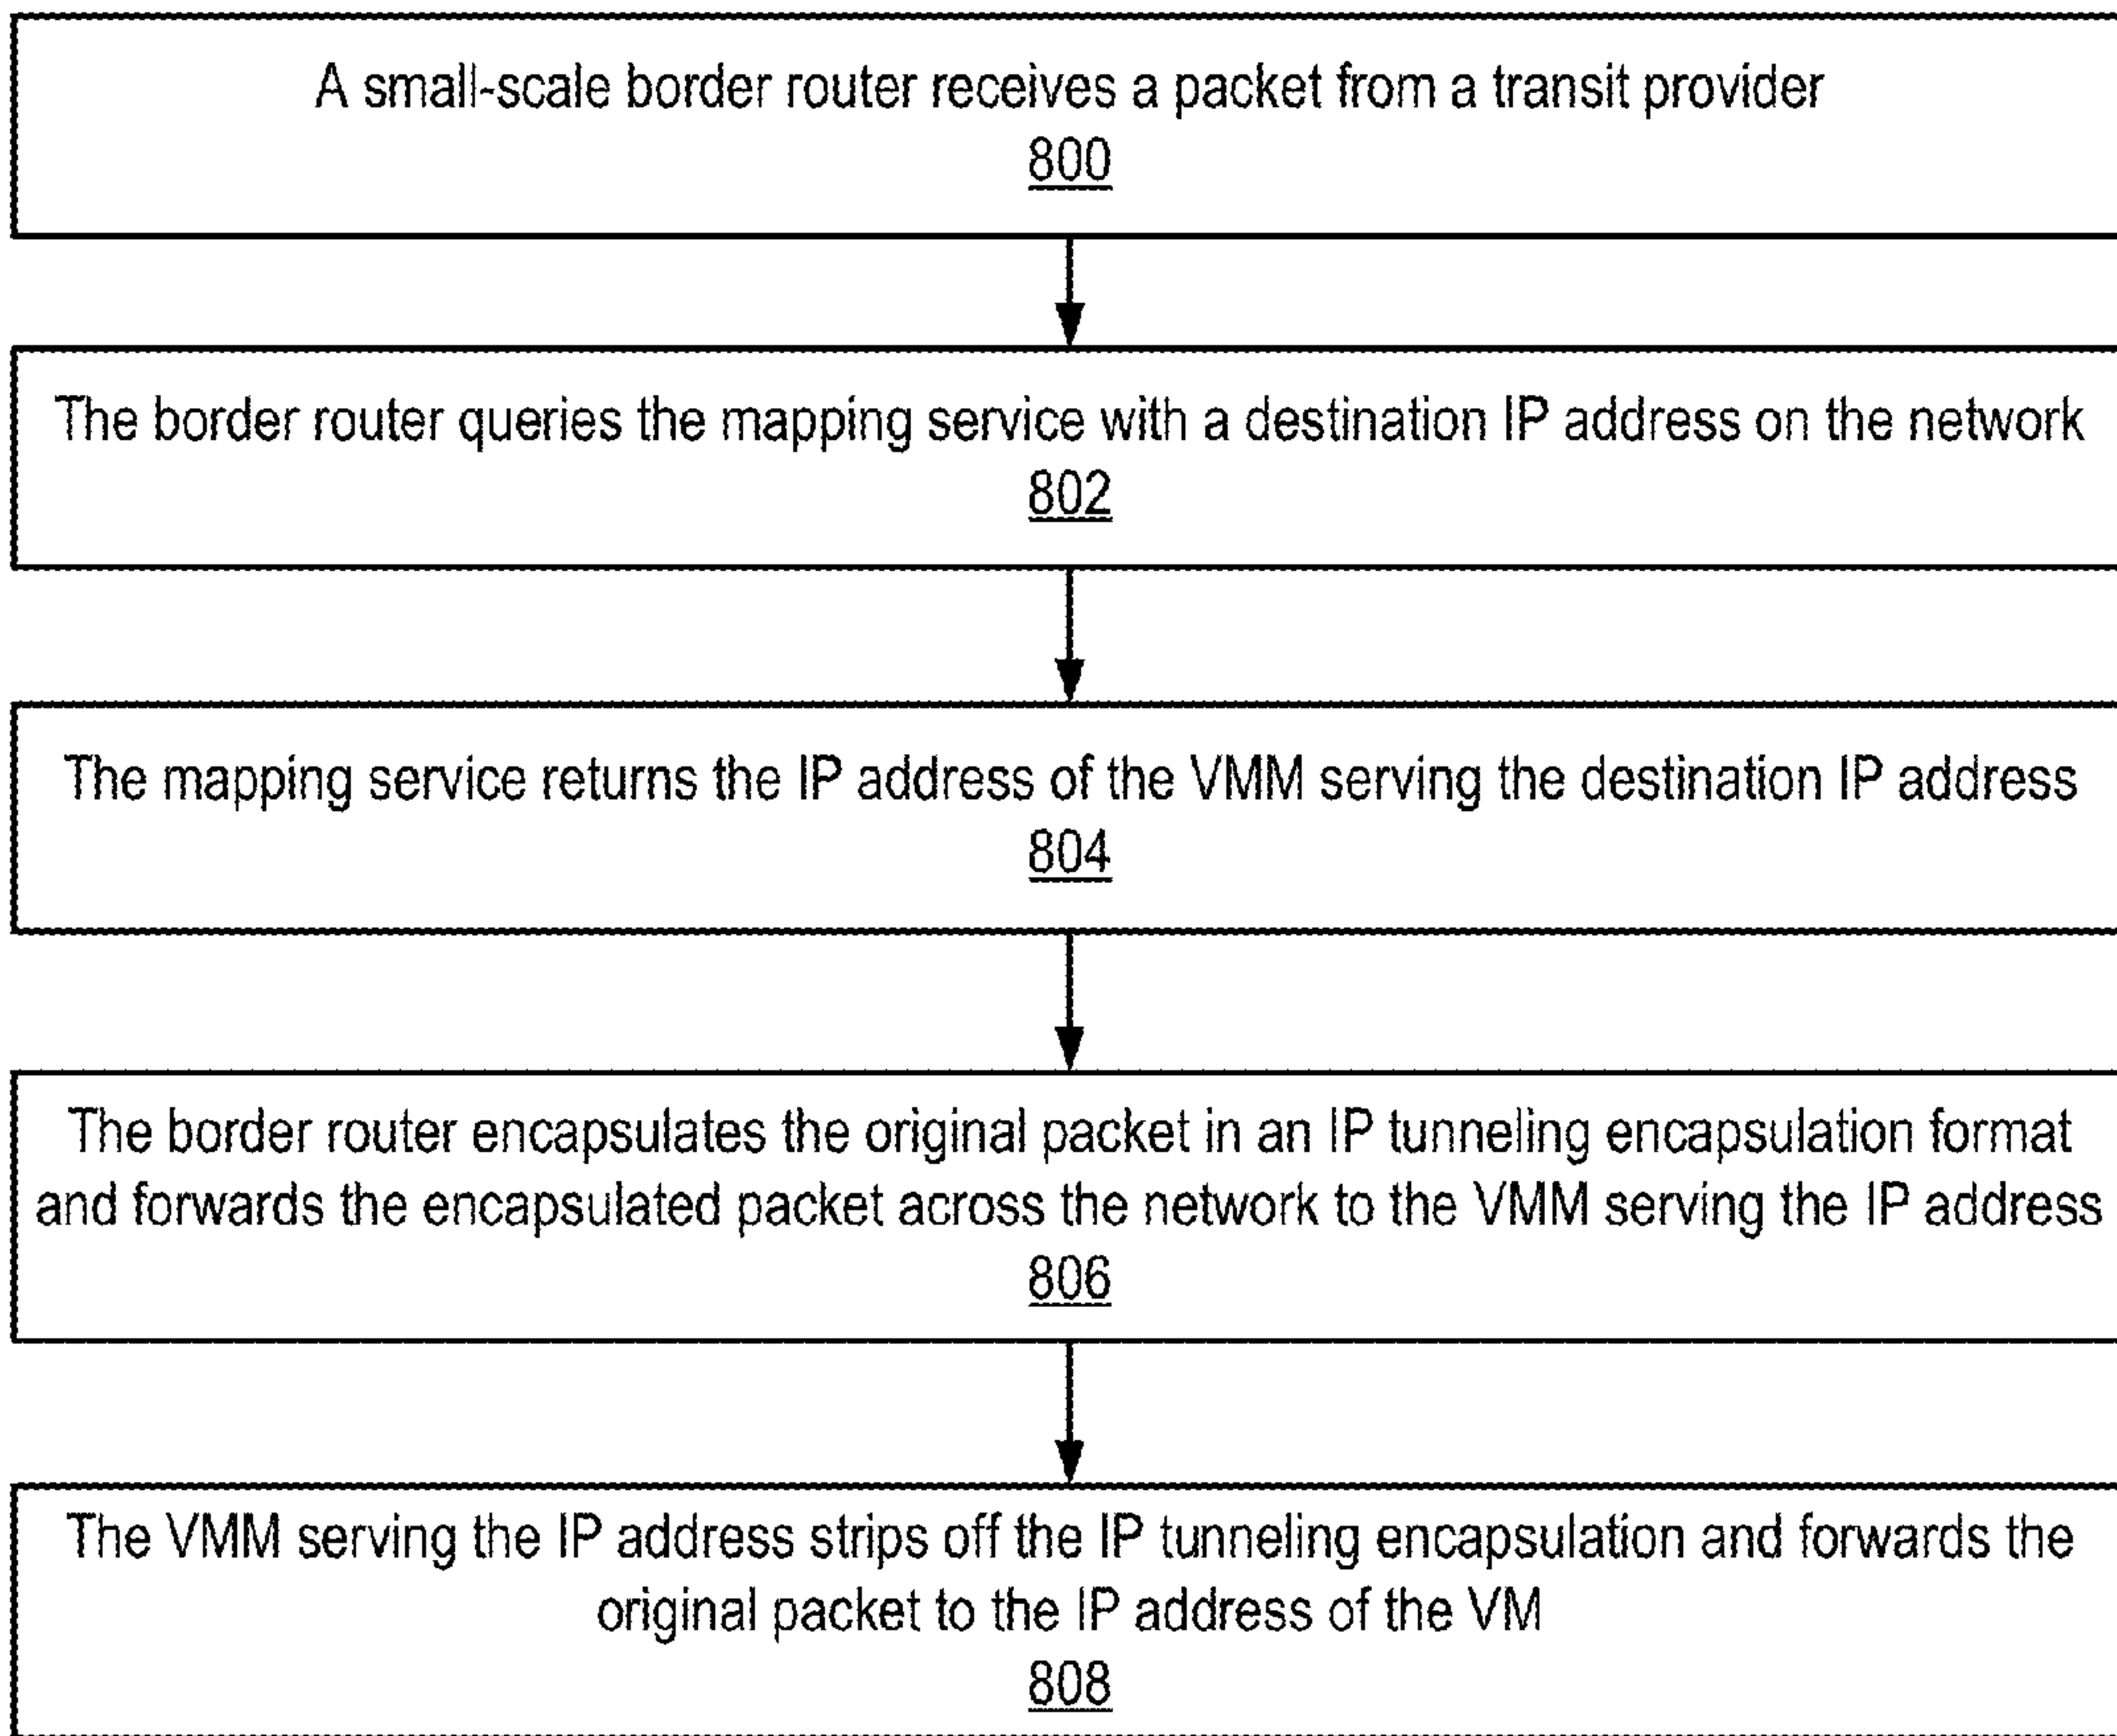 A small-scale border router receives a packet from a transit provider
800
The border router queries the mapping service with a destination IP address on the network
802
The mapping service returns the IP address of the VMM serving the destination IP address
804
The border router encapsulates the original packet in an IP tunneling encapsulation format
and forwards the encapsulated packet across the network to the VMM serving the IP address
806
The VMM serving the IP address strips off the IP tunneling encapsulation and forwards the
original packet to the IP address of the VM
808